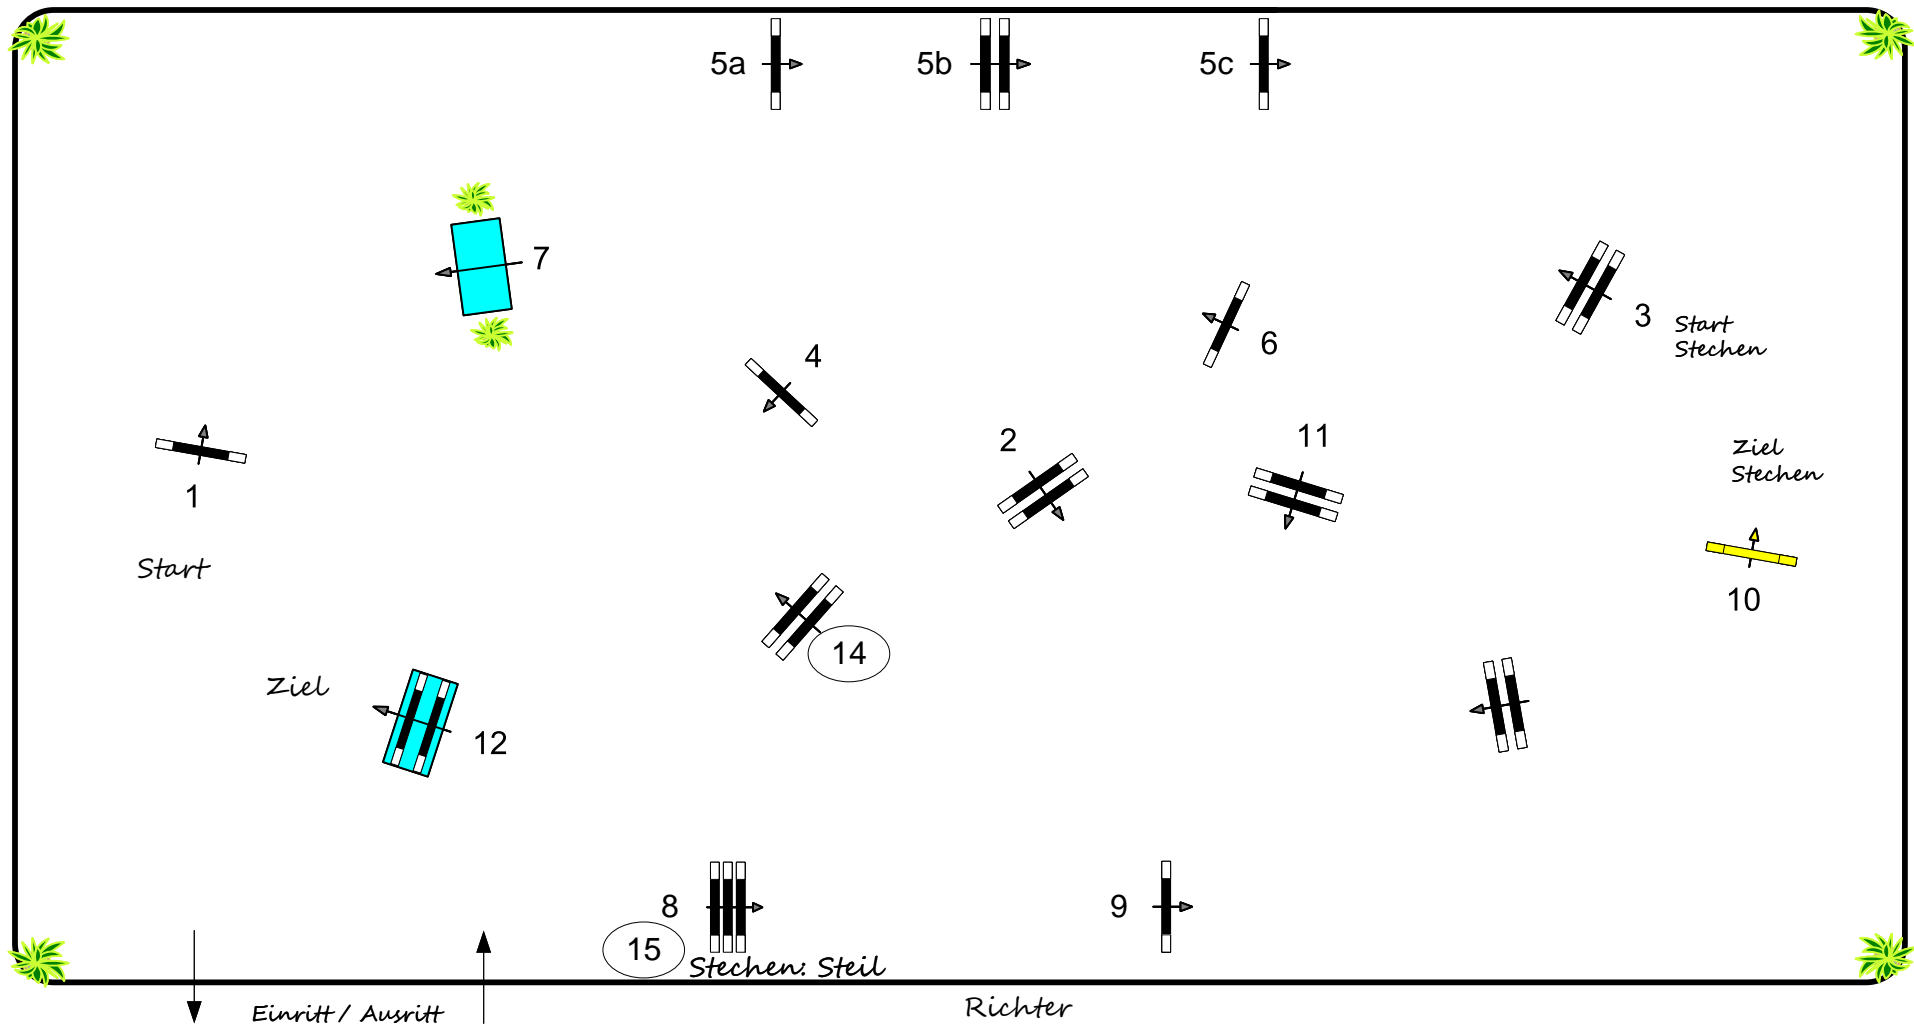 5a
5b
5c
7
3
Start
Stechen
6
4
2
11
Ziel
Stechen
1
Start
10
14
Ziel
12
8
9
15
Stechen: Steil
Einritt / Ausritt
Richter